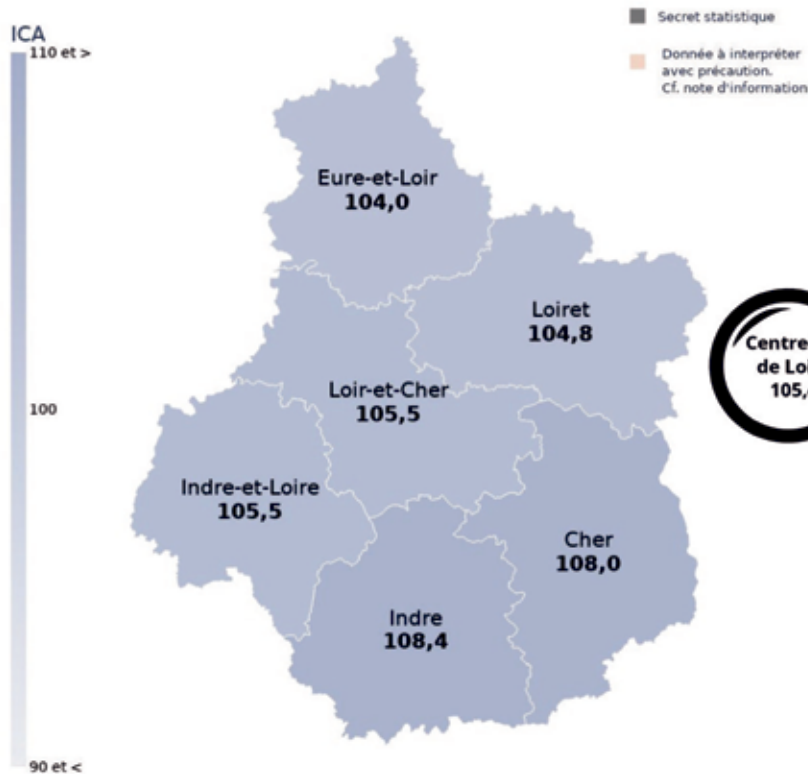 ICA
110 et >
100
90 et <
Secret statistique
Donnée à interpréter
avec précaution.
Cf. note d'information
Eure-et-Loir
104,0
Loiret
104,8
Loir-et-Cher
105,5
Indre-et-Loire
105,5
Cher
108,0
Indre
108,4
Centre
de Loi
105,